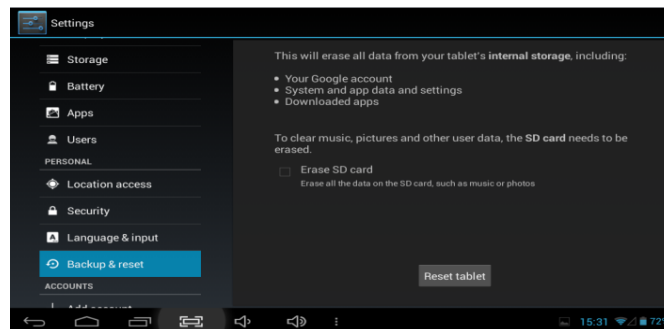 Settings
Storage
Battery
Apps
Users
PERSONAL
Location access
Security
Language & input
Backup & reset
ACCOUNTS
Add account
This will erase all data from your tablet's internal storage, including:
• Your Google account
• System and app data and settings
• Downloaded apps
To clear music, pictures and other user data, the SD card needs to be
erased.
Erase SD card
Erase all the data on the SD card, such as music or photos
Reset tablet
15:31
72%